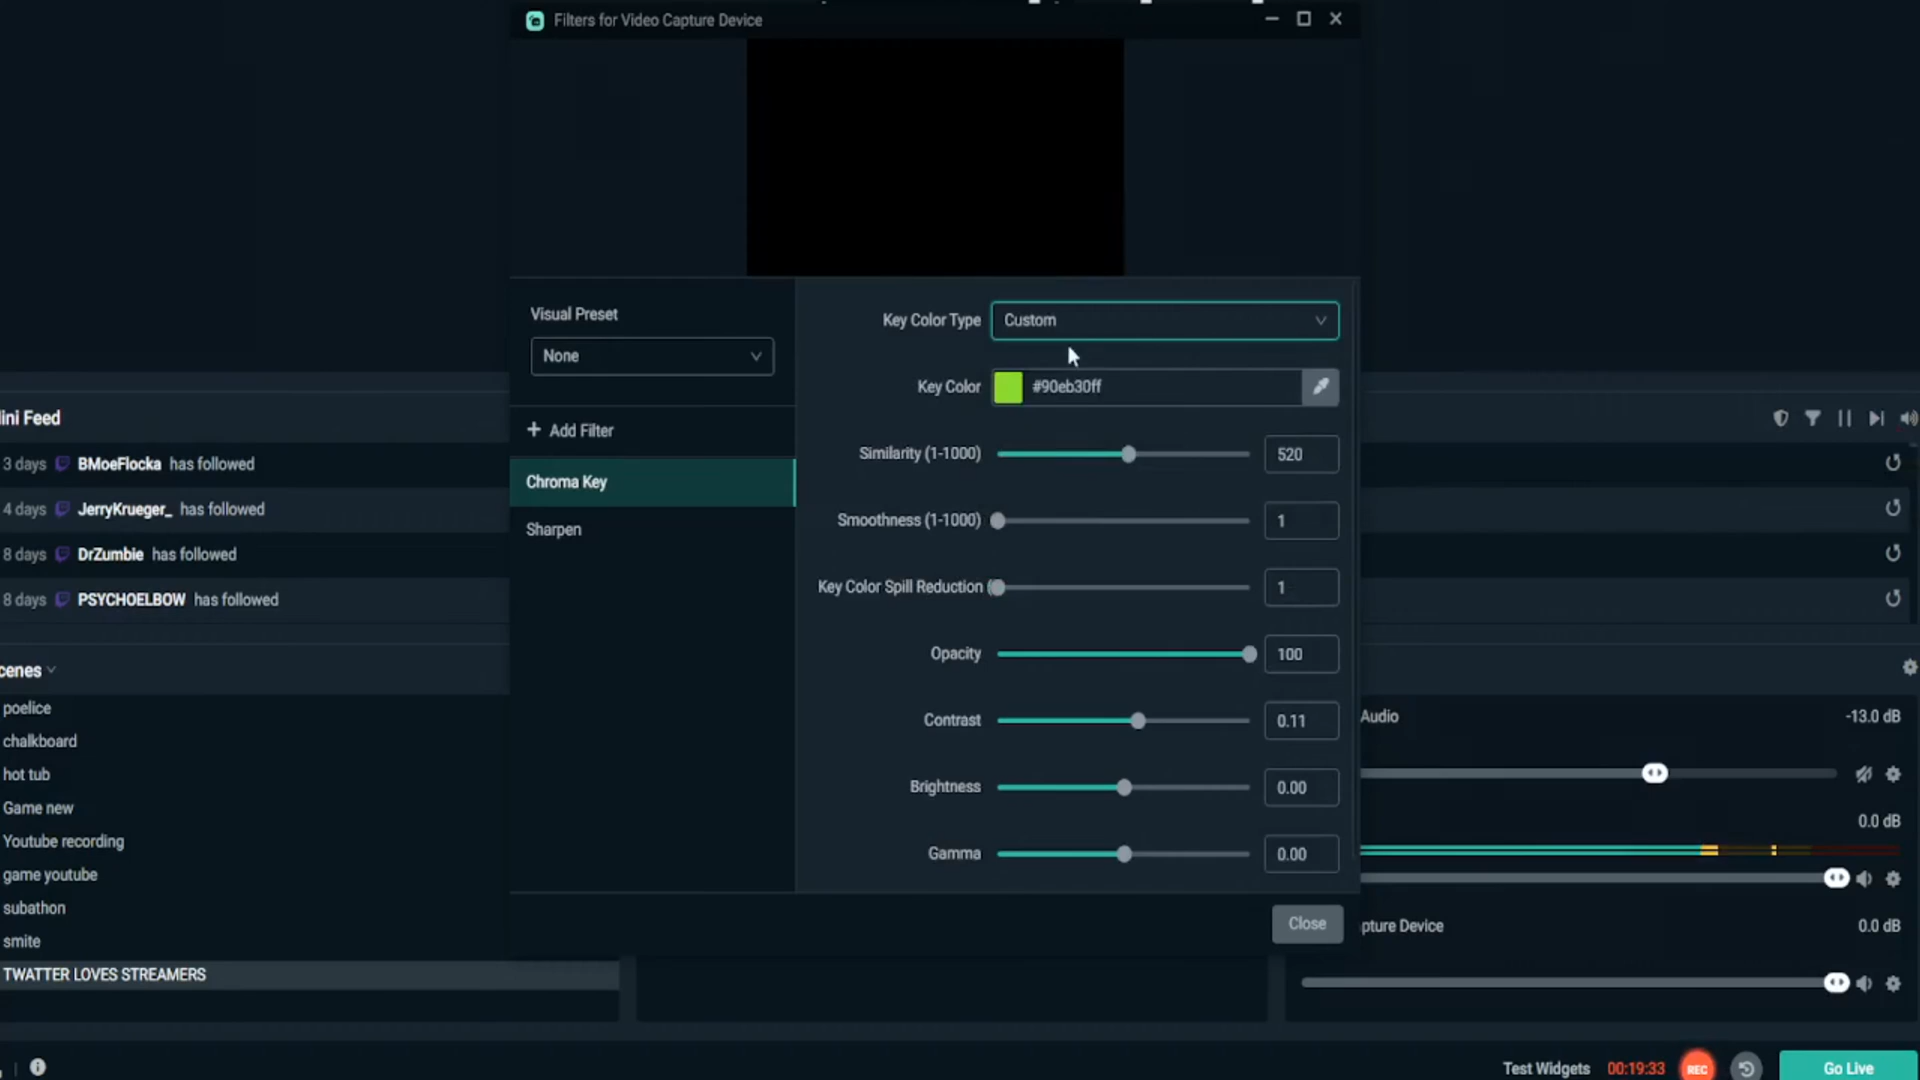 Filters for Video Capture Device
Visual Preset
None
+ Add Filter
Chroma Key
Sharpen
Key Color Type
Custom
Key Color
#90eb30ff
Similarity (1-1000)
520
Smoothness (1-1000)
1
Key Color Spill Reduction (
1
Opacity
100
Contrast
0.11
Brightness
0.00
Gamma
0.00
Close
ini Feed
3 days BMoeFlocka has followed
4 days JerryKrueger_ has followed
8 days DrZumbie has followed
8 days PSYCHOELBOW has followed
cenes
poelice
chalkboard
hot tub
Game new
Youtube recording
game youtube
subathon
smite
TWATTER LOVES STREAMERS
Audio
-13.0 dB
0.0 dB
pture Device
0.0 dB
Test Widgets
00:19:33
REC
Go Live